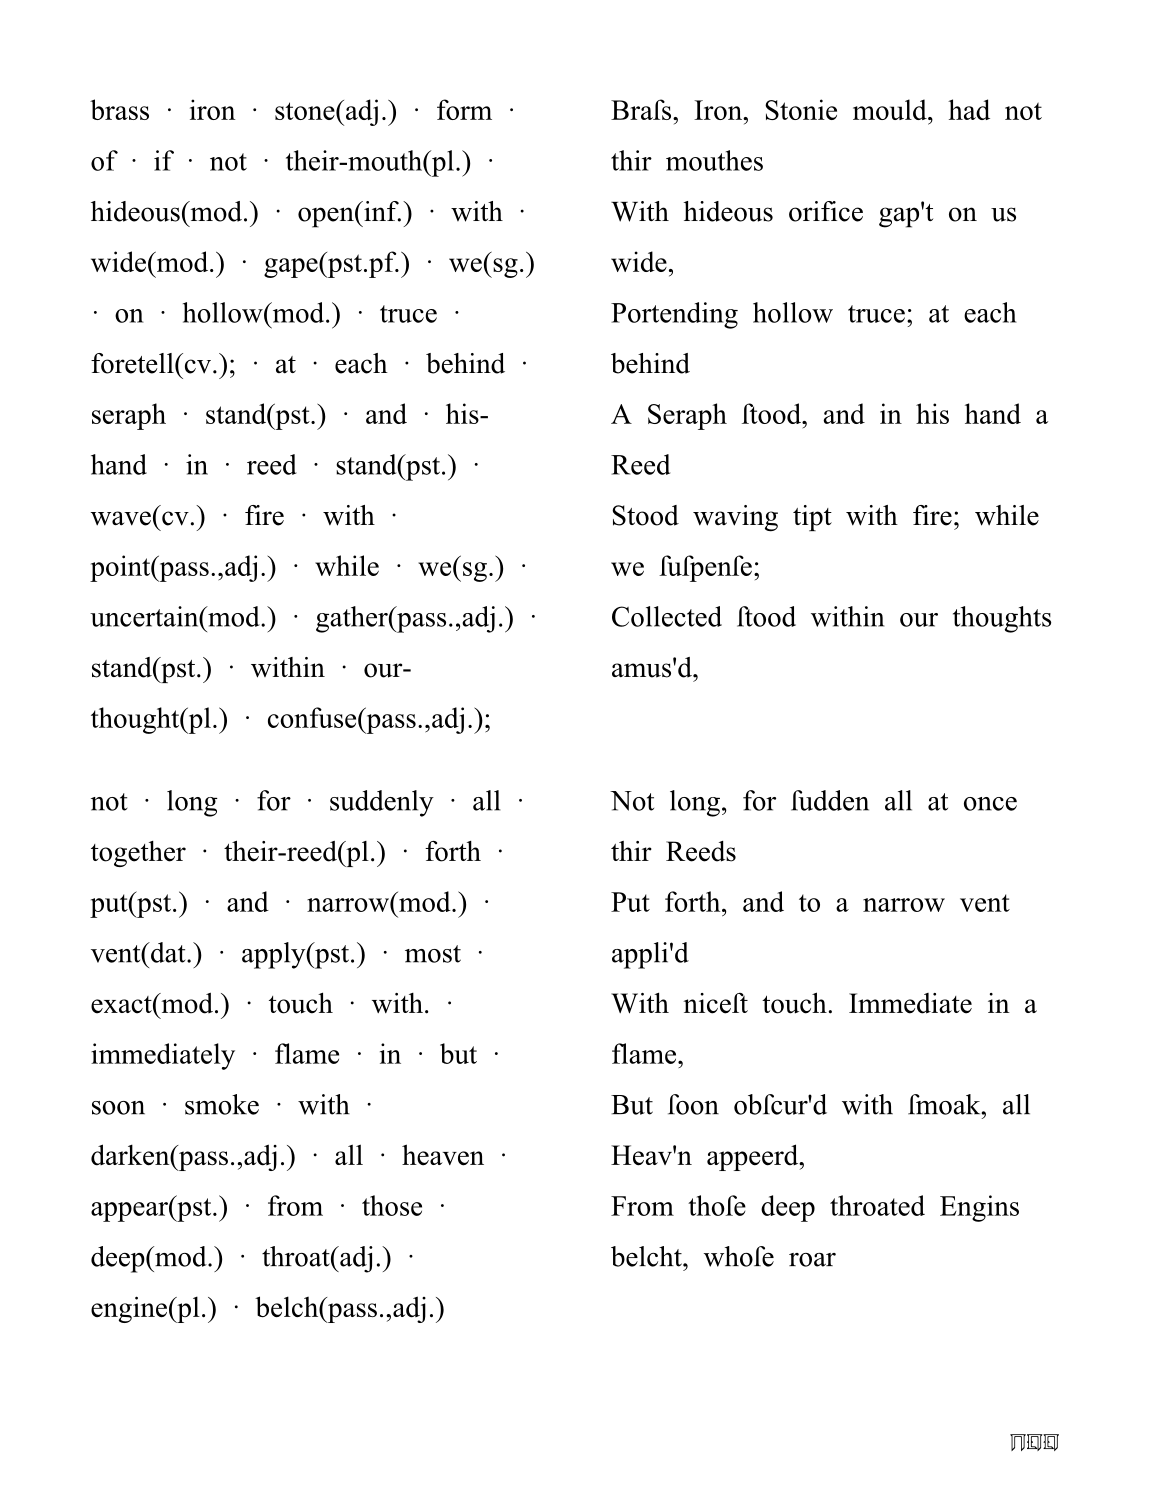 brass · iron · stone(adj.) · form ·
of · if · not · their-mouth(pl.) ·
hideous(mod.) · open(inf.) · with ·
wide(mod.) · gape(pst.pf.) · we(sg.)
· on · hollow(mod.) · truce ·
foretell(cv.); · at · each · behind ·
seraph · stand(pst.) · and · his-
hand · in · reed · stand(pst.) ·
wave(cv.) · fire · with ·
point(pass.,adj.) · while · we(sg.) ·
uncertain(mod.) · gather(pass.,adj.) ·
stand(pst.) · within · our-
thought(pl.) · confuse(pass.,adj.);
Braſs, Iron, Stonie mould, had not
thir mouthes
With hideous orifice gap't on us
wide,
Portending hollow truce; at each
behind
A Seraph ſtood, and in his hand a
Reed
Stood waving tipt with fire; while
we ſuſpenſe;
Collected ſtood within our thoughts
amus'd,
not · long · for · suddenly · all ·
together · their-reed(pl.) · forth ·
put(pst.) · and · narrow(mod.) ·
vent(dat.) · apply(pst.) · most ·
exact(mod.) · touch · with. ·
immediately · flame · in · but ·
soon · smoke · with ·
darken(pass.,adj.) · all · heaven ·
appear(pst.) · from · those ·
deep(mod.) · throat(adj.) ·
engine(pl.) · belch(pass.,adj.)
Not long, for ſudden all at once
thir Reeds
Put forth, and to a narrow vent
appli'd
With niceſt touch. Immediate in a
flame,
But ſoon obſcur'd with ſmoak, all
Heav'n appeerd,
From thoſe deep throated Engins
belcht, whoſe roar